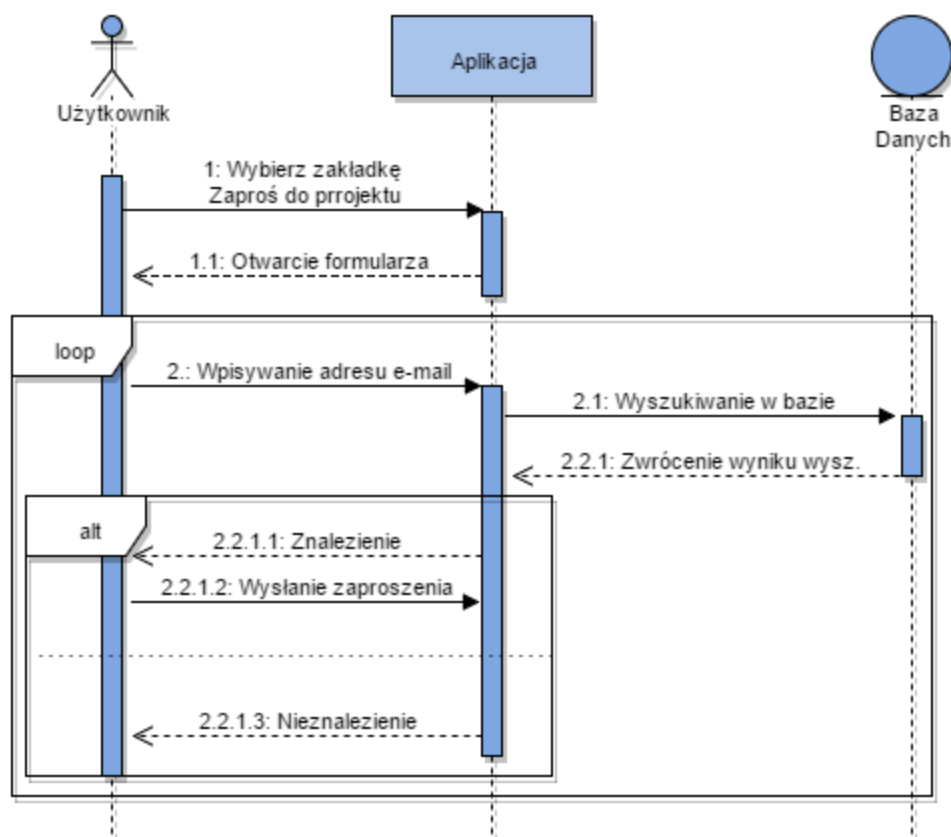 Aplikacja
Użytkownik
Baza
Danych
1: Wybierz zakładkę
Zaproś do prrojektu
1.1: Otwarcie formularza
loop
2.: Wpisywanie adresu e-mail
2.1: Wyszukiwanie w bazie
2.2.1: Zwrócenie wyniku wysz.
alt
2.2.1.1: Znalezienie
2.2.1.2: Wysłanie zaproszenia
2.2.1.3: Nieznalezienie